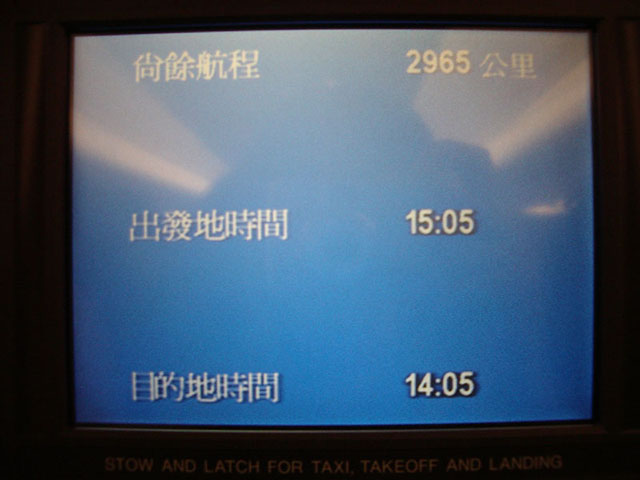 尚餘航程 2965 公里
出發地時間 15:05
目的地時間 14:05
STOW AND LATCH FOR TAXI, TAKEOFF AND LANDING